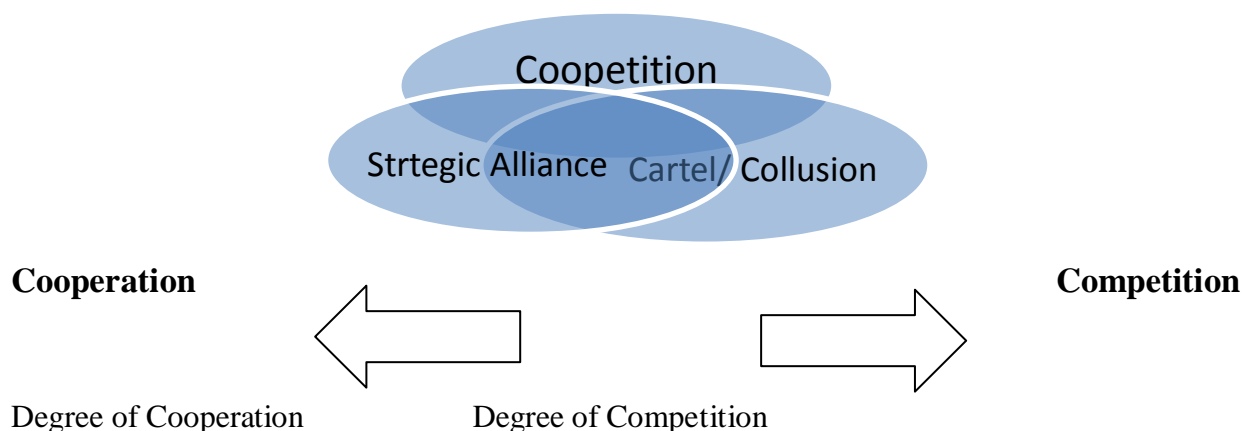 Coopetition
Strtegic Alliance
Cartel/ Collusion
Cooperation
Competition
Degree of Cooperation
Degree of Competition